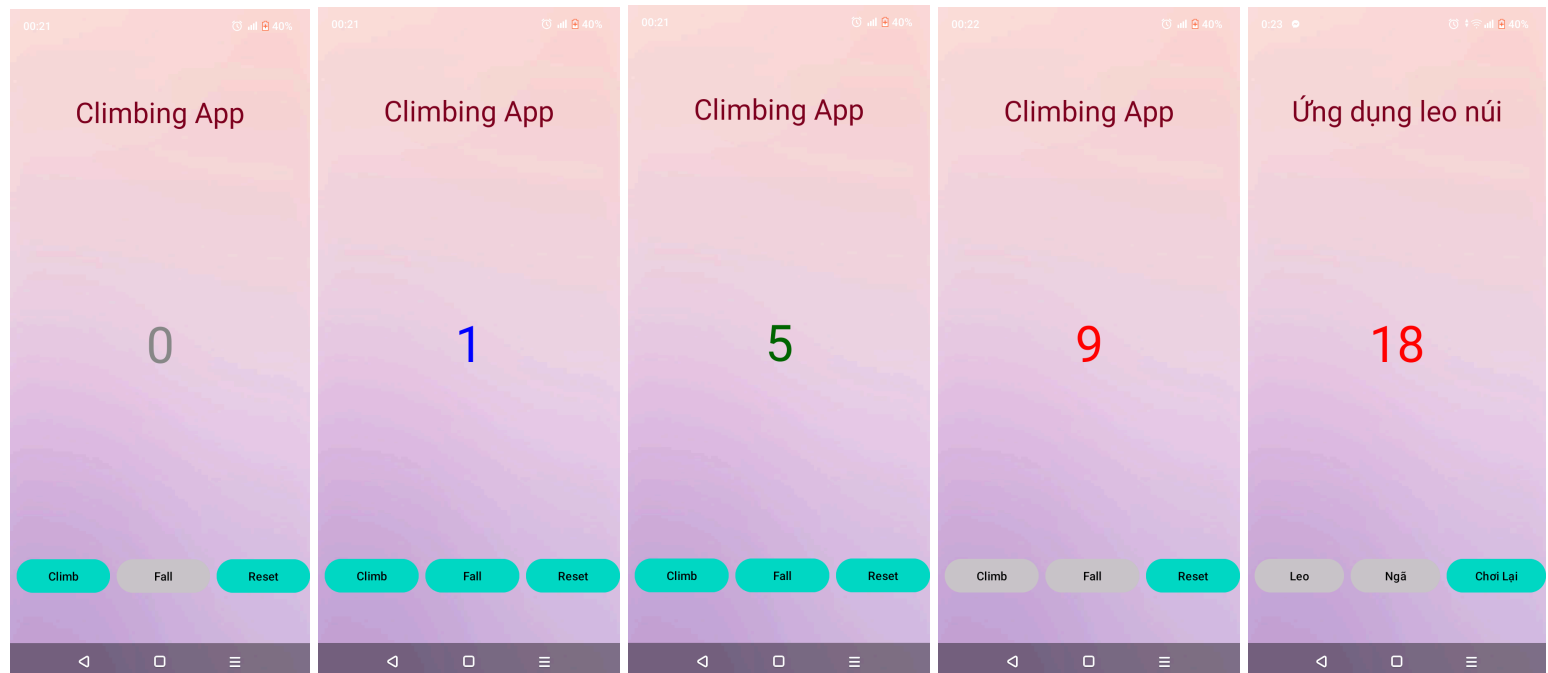 00:21 40%
Climbing App
0
Climb Fall Reset
00:21 40%
Climbing App
1
Climb Fall Reset
00:21 40%
Climbing App
5
Climb Fall Reset
00:22 40%
Climbing App
9
Climb Fall Reset
0:23 40%
Ứng dụng leo núi
18
Leo Ngã Chơi Lại